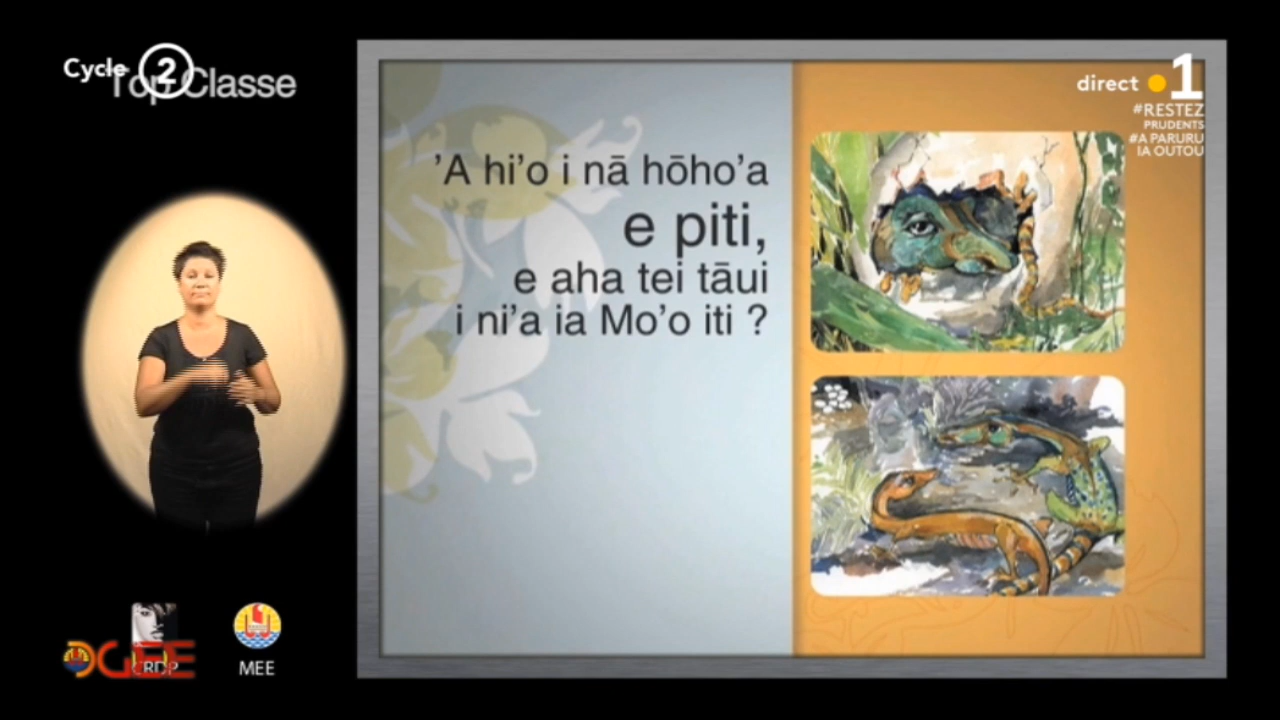 Cycle 2
Top Classe
direct 1
#RESTEZ
PRUDENTS
#A PARURU
IA OUTOU
’A hi’o i nā hōho’a
e piti,
e aha tei tāui
i ni’a ia Mo’o iti ?
DGEE
CRDP
MEE